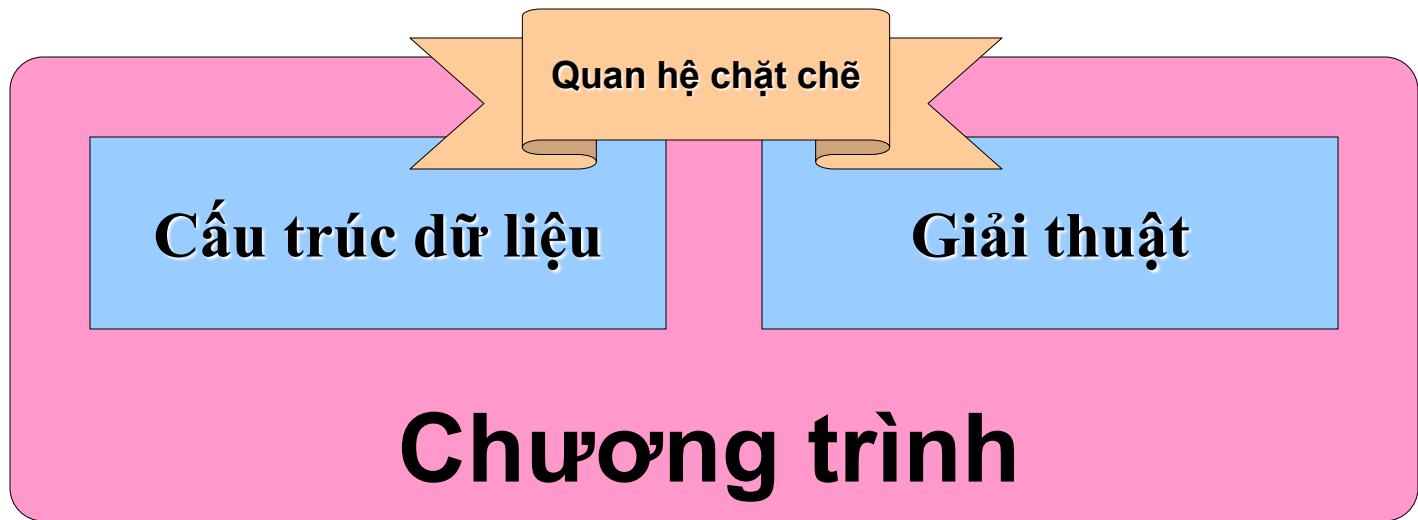 Quan hệ chặt chẽ
Cấu trúc dữ liệu
Giải thuật
Chương trình